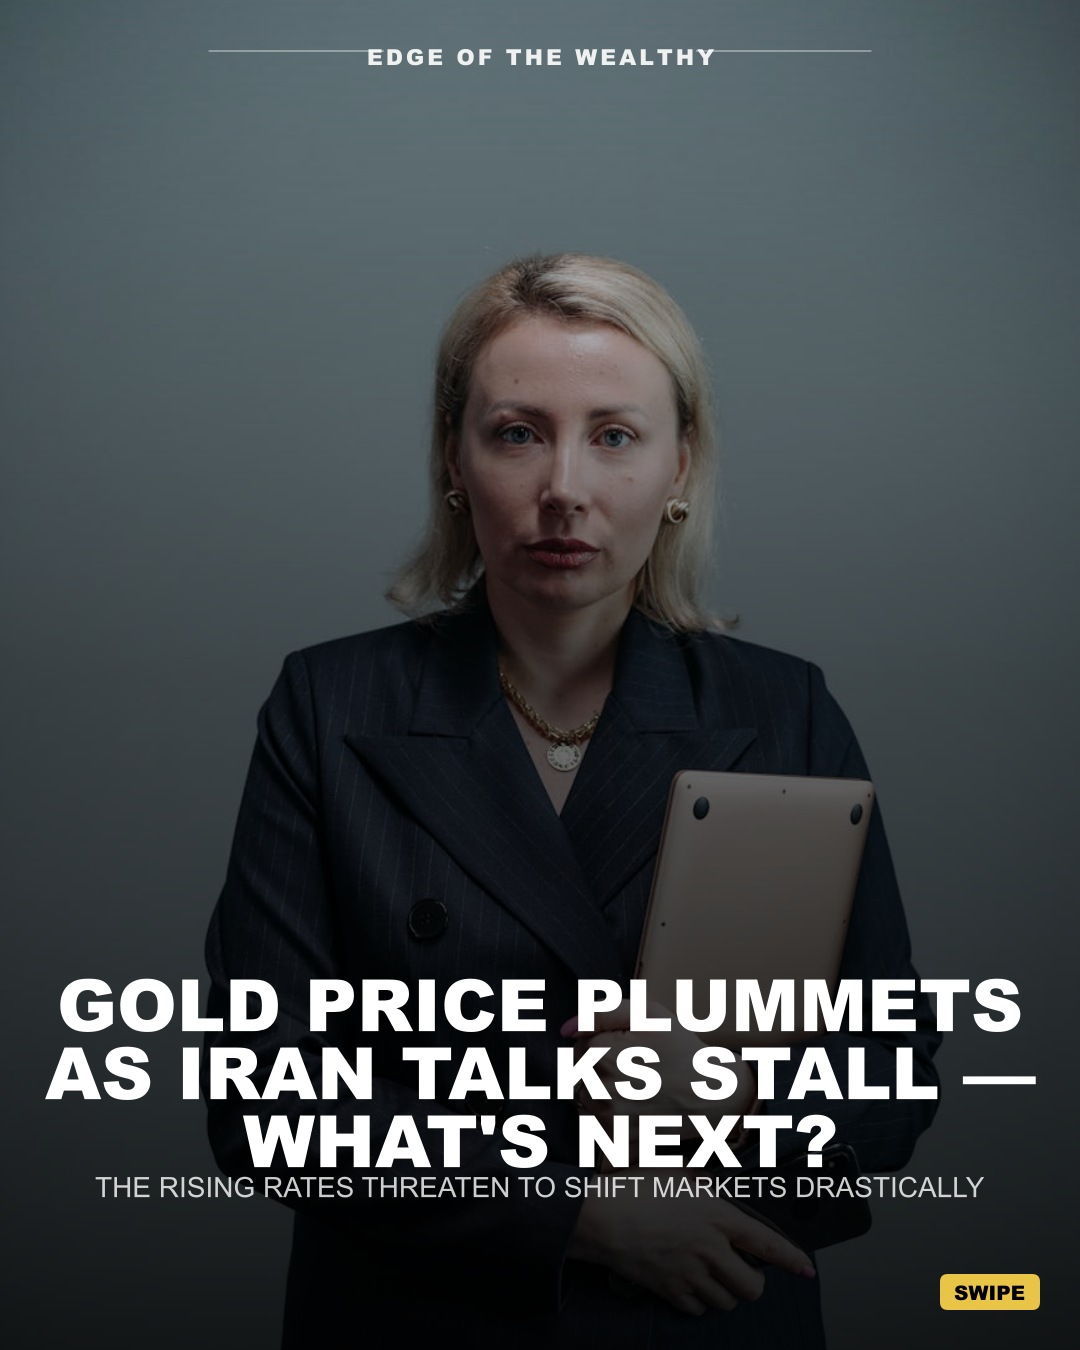 EDGE OF THE WEALTHY
GOLD PRICE PLUMMETS
AS IRAN TALKS STALL —
WHAT'S NEXT?
THE RISING RATES THREATEN TO SHIFT MARKETS DRASTICALLY
SWIPE